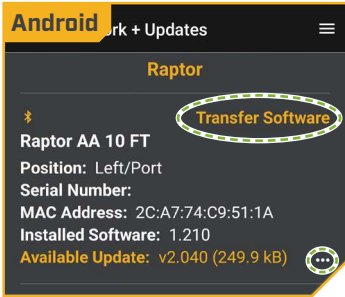 Android
rk + Updates
Raptor
Transfer Software
Raptor AA 10 FT
Position: Left/Port
Serial Number:
MAC Address: 2C:A7:74:C9:51:1A
Installed Software: 1.210
Available Update: v2.040 (249.9 kB)